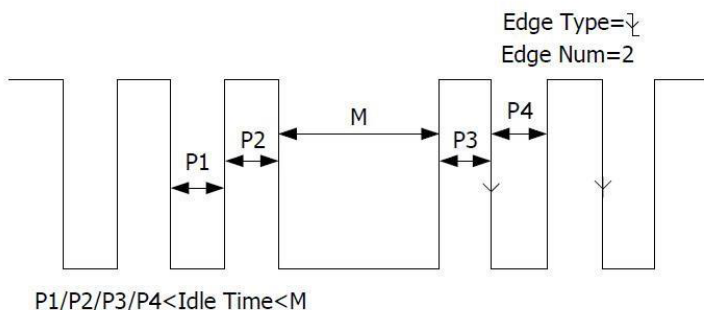 Edge Type=
Edge Num=2
M
P4
P2
P3
P1
P1/P2/P3/P4<Idle Time<M